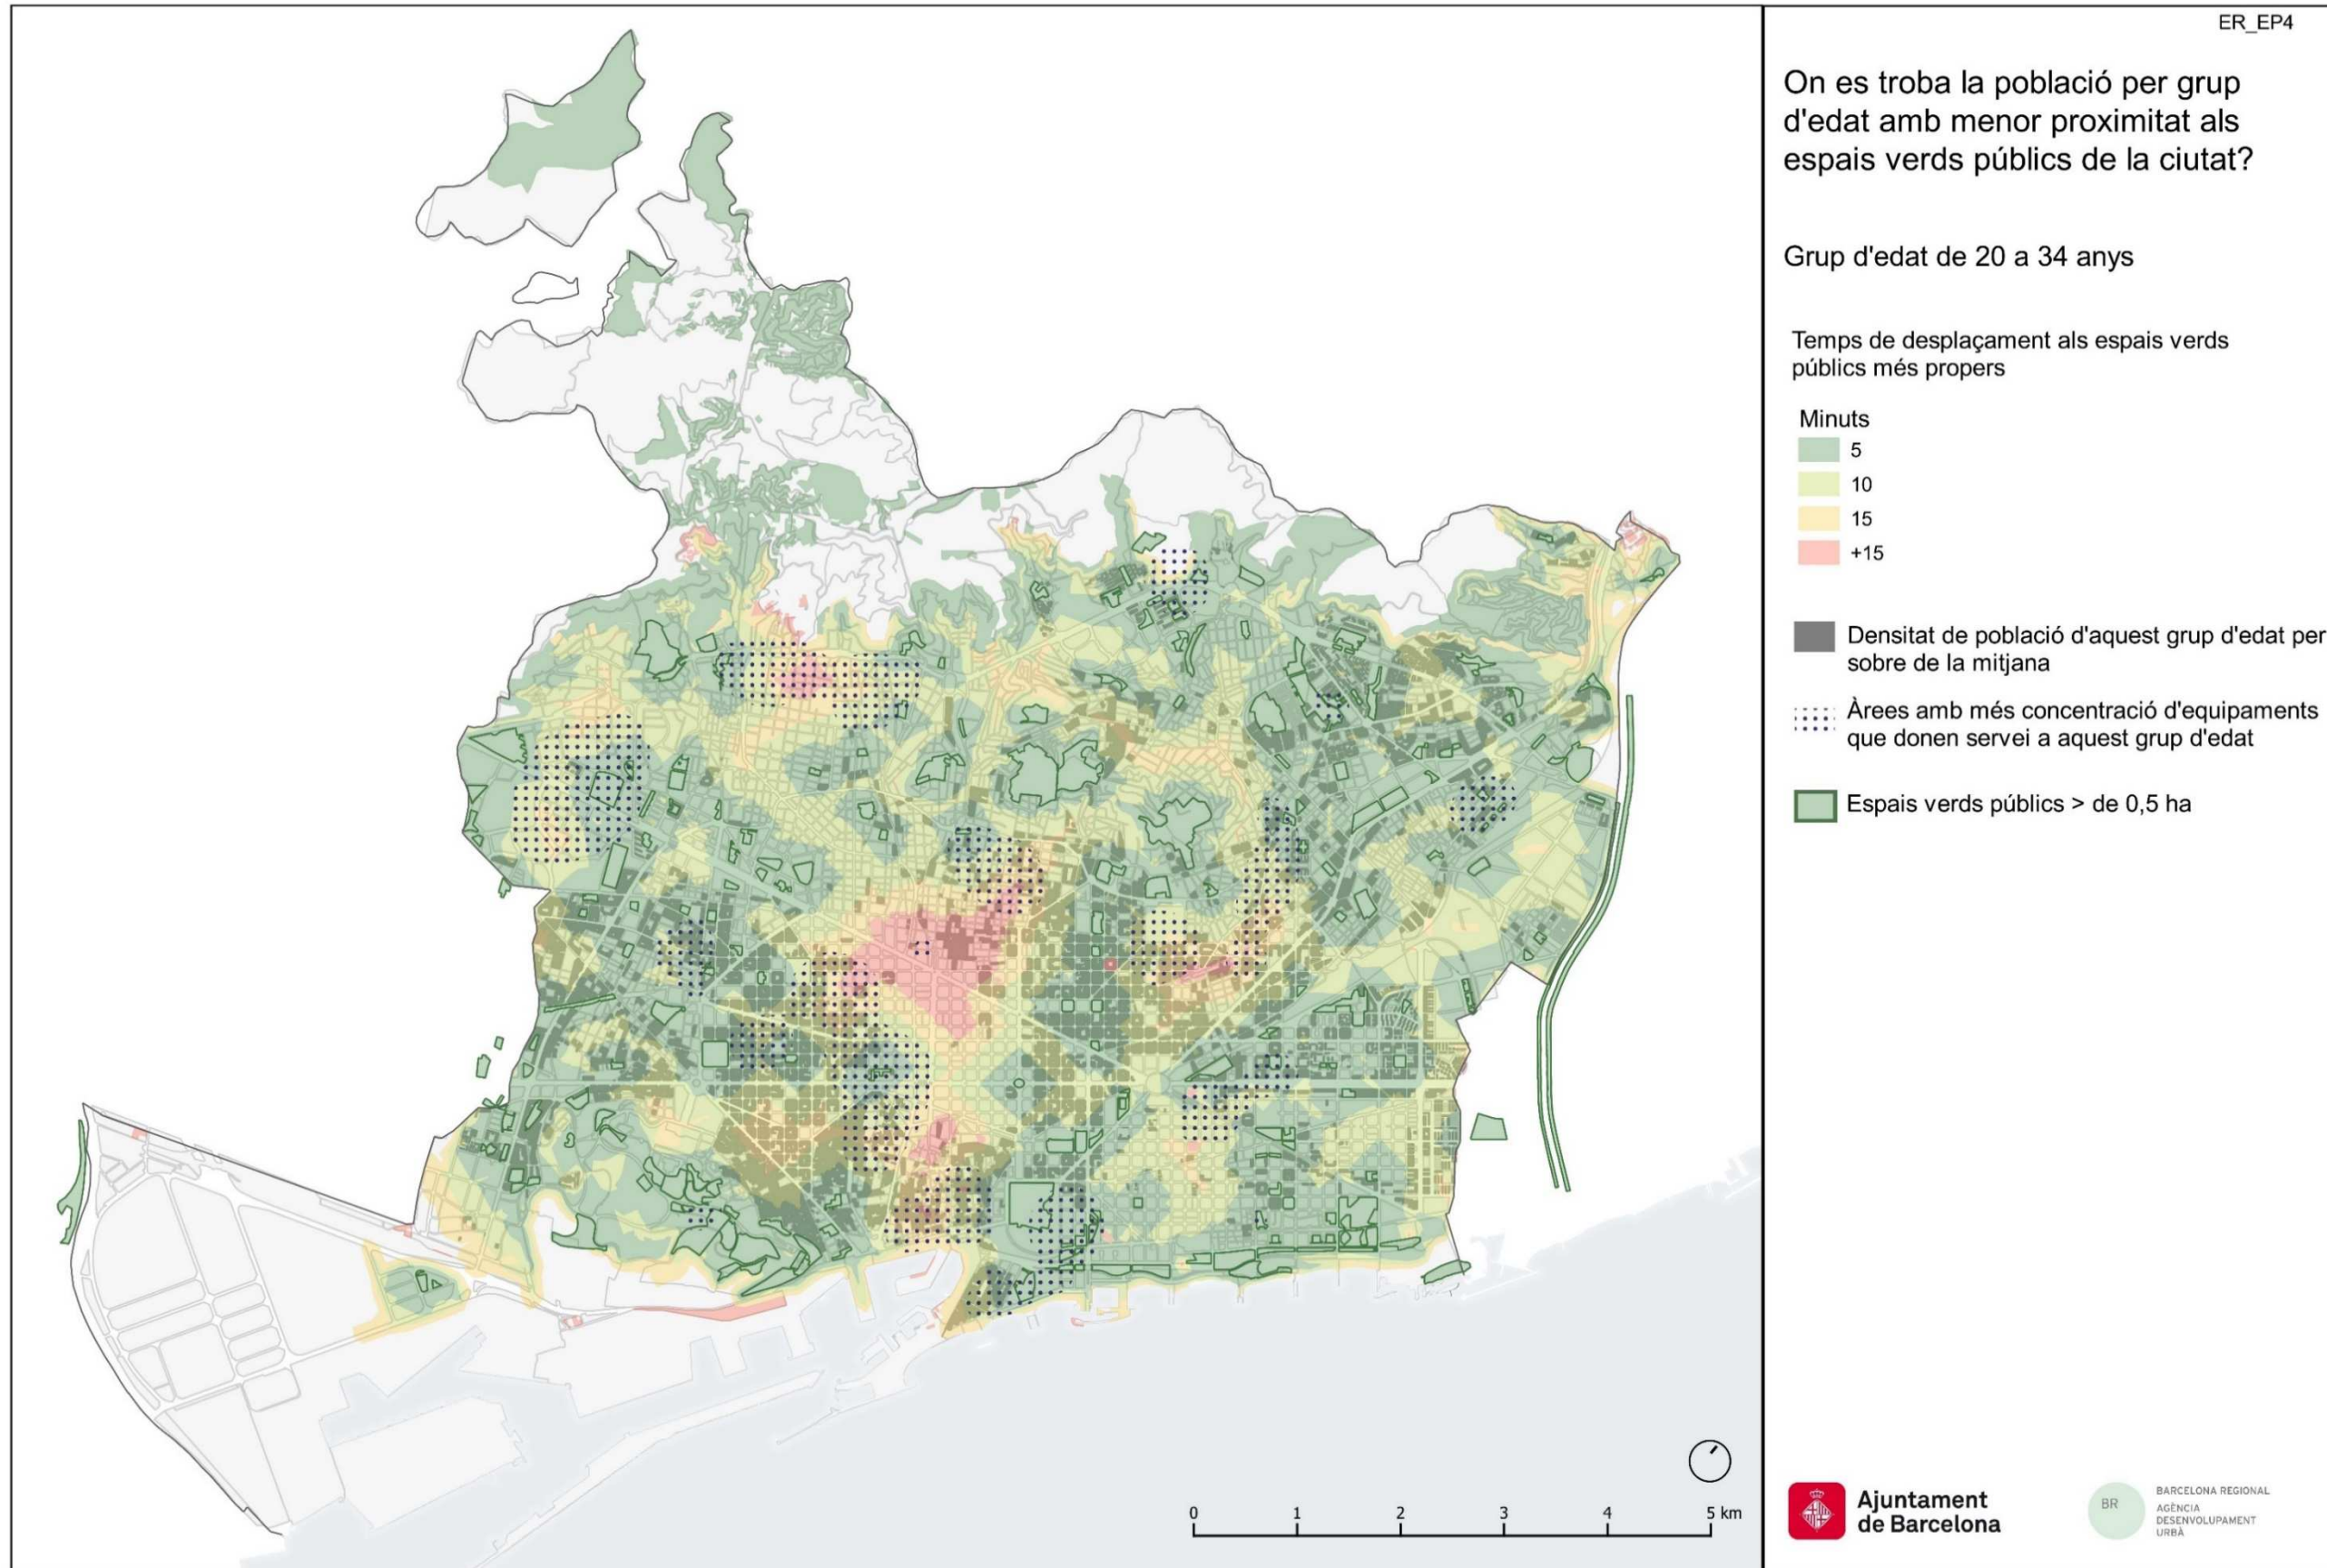 ER_EP4
On es troba la població per grup
d'edat amb menor proximitat als
espais verds públics de la ciutat?
Grup d'edat de 20 a 34 anys
Temps de desplaçament als espais verds
públics més propers
Minuts
5
10
15
+15
Densitat de població d'aquest grup d'edat per
sobre de la mitjana
Àrees amb més concentració d'equipaments
que donen servei a aquest grup d'edat
Espais verds públics > de 0,5 ha
0 1 2 3 4 5 km
Ajuntament
de Barcelona
BR
BARCELONA REGIONAL
AGÈNCIA
DESENVOLUPAMENT
URBÀ